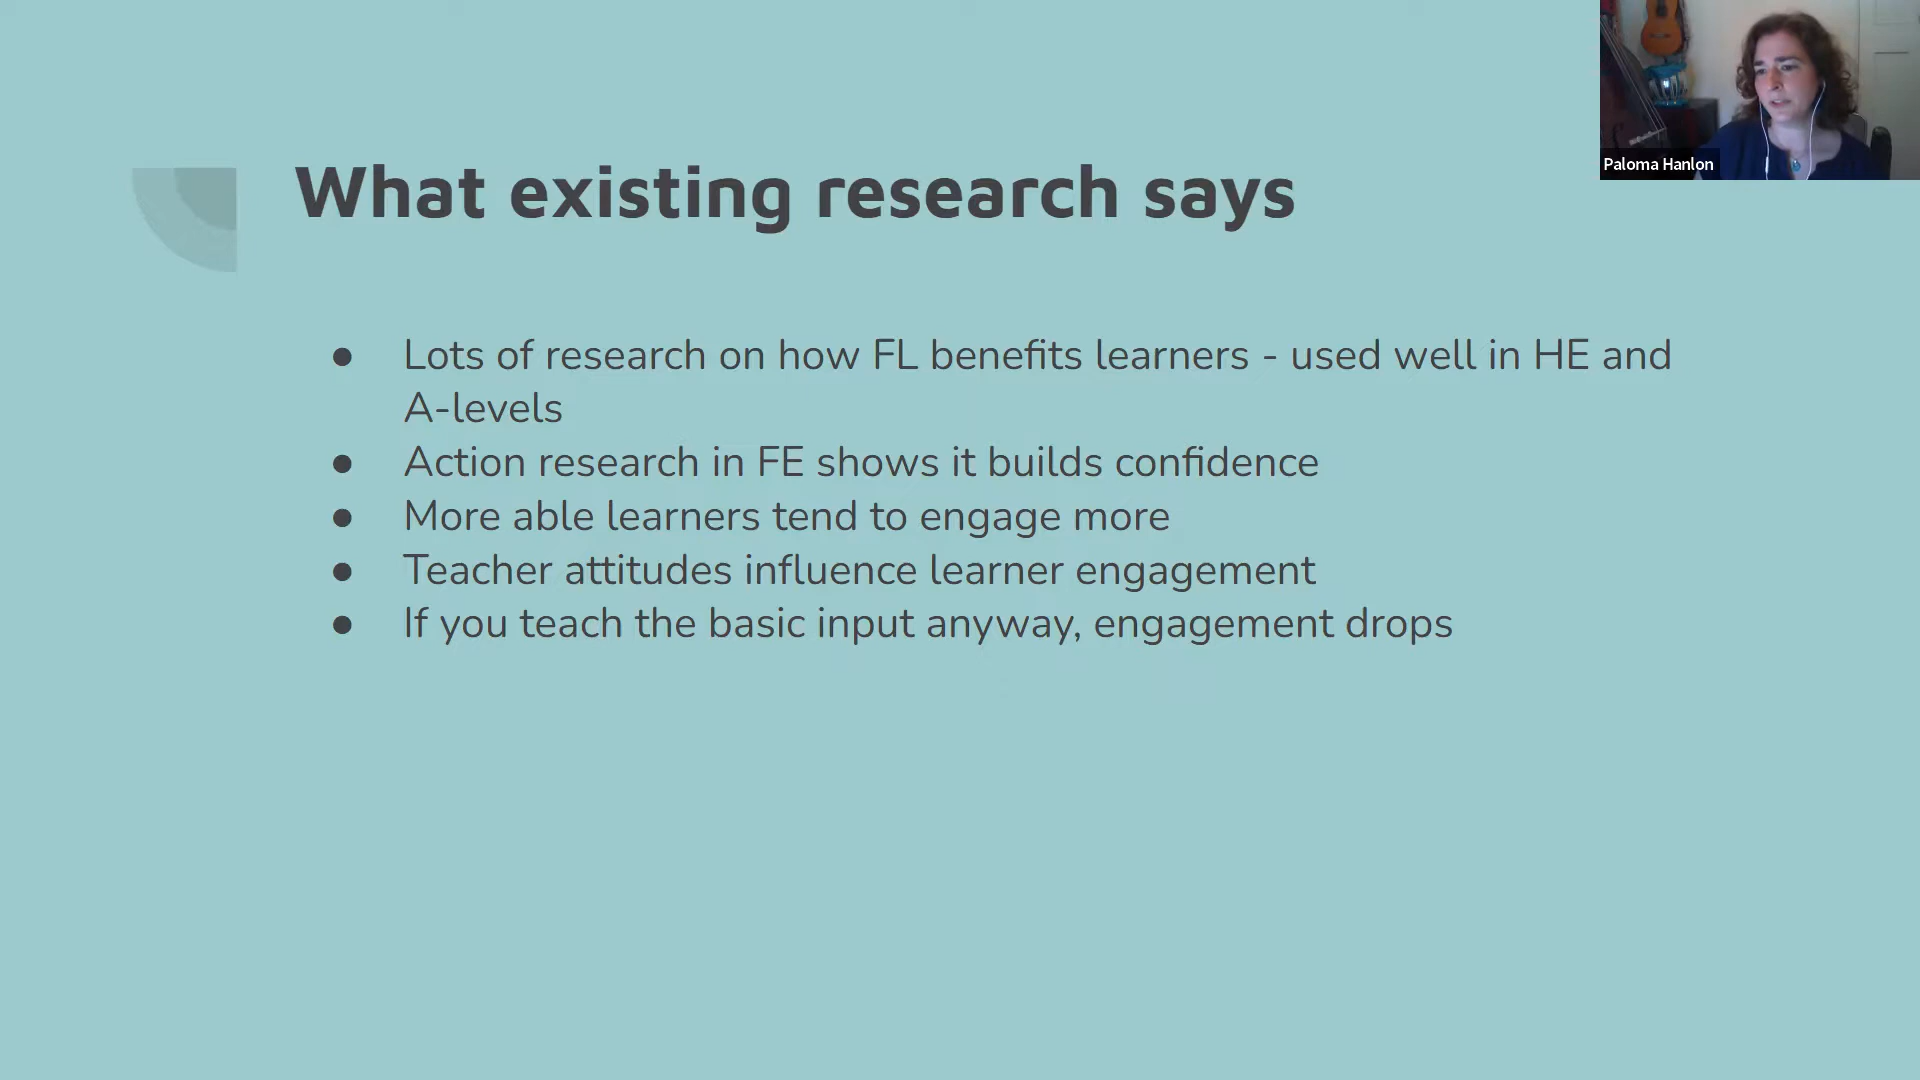 Paloma Hanlon
What existing research says
● Lots of research on how FL benefits learners - used well in HE and
A-levels
● Action research in FE shows it builds confidence
● More able learners tend to engage more
● Teacher attitudes influence learner engagement
● If you teach the basic input anyway, engagement drops